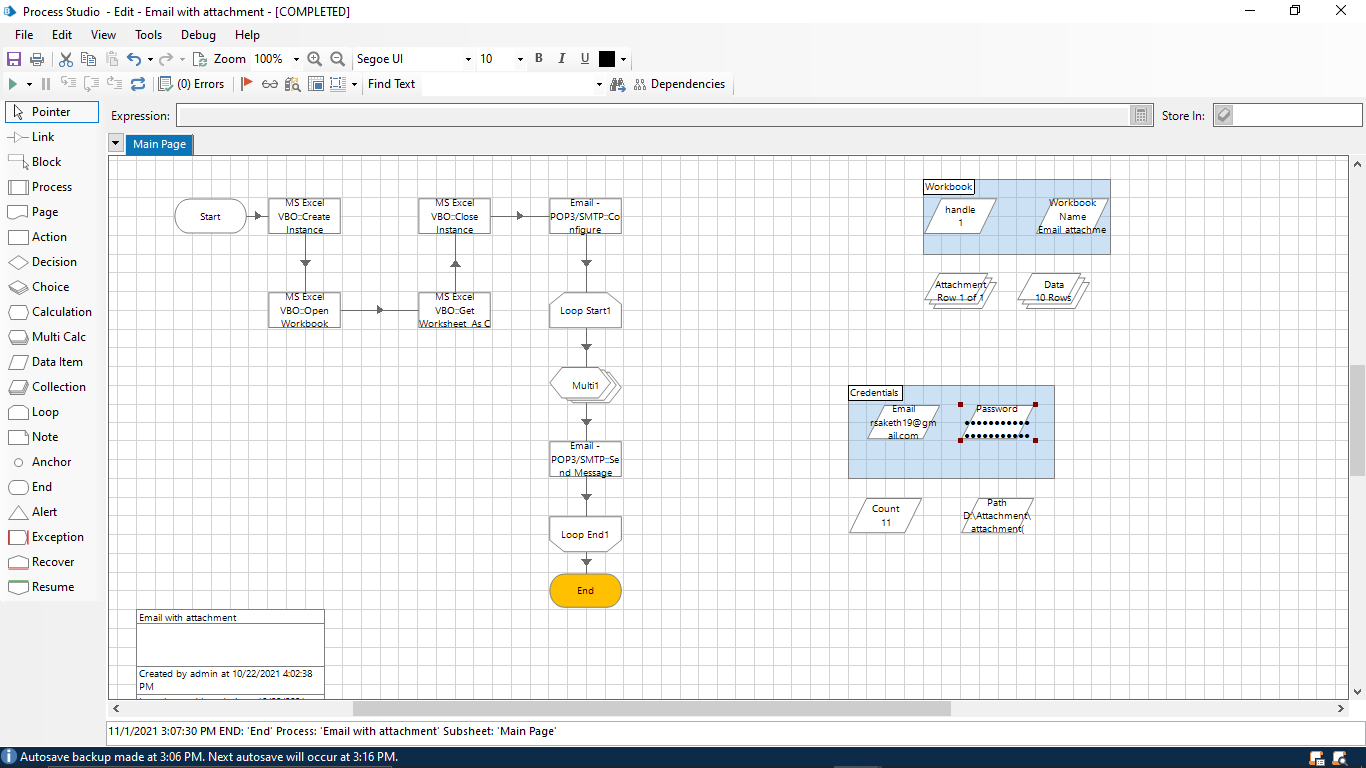 Process Studio - Edit - Email with attachment - [COMPLETED]
File Edit View Tools Debug Help
Zoom 100% Segoe UI 10 B I U
(0) Errors Find Text Dependencies
Pointer
Link
Block
Process
Page
Action
Decision
Choice
Calculation
Multi Calc
Data Item
Collection
Loop
Note
Anchor
End
Alert
Exception
Recover
Resume
Expression: Store In:
Main Page
Start
MS Excel
VBO::Create
Instance
MS Excel
VBO::Close
Instance
Email -
POP3/SMTP::Co
nfigure
MS Excel
VBO::Open
Workbook
MS Excel
VBO::Get
Worksheet As C
Loop Start1
Multi1
Email -
POP3/SMTP::Se
nd Message
Loop End1
End
Workbook
handle
1
Workbook
Name
Email attachme
Attachment
Row 1 of 1
Data
10 Rows
Credentials
Email
rsaketh19@gm
ail.com
Password
●●●●●●●●●●●
●●●●●●●●●●●
Count
11
Path
D:\Attachment\
attachment(
Email with attachment
Created by admin at 10/22/2021 4:02:38
PM
11/1/2021 3:07:30 PM END: 'End' Process: 'Email with attachment' Subsheet: 'Main Page'
Autosave backup made at 3:06 PM. Next autosave will occur at 3:16 PM.